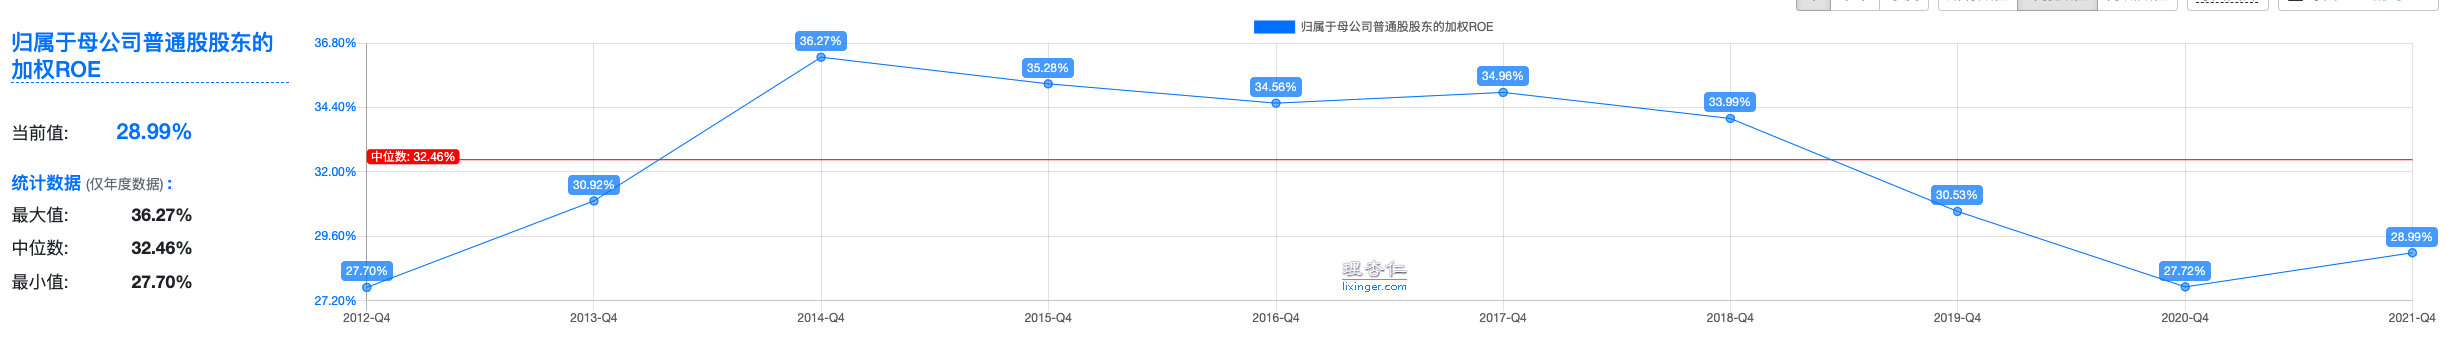 归属于母公司普通股股东的加权ROE
归属于母公司普通股股东的
加权ROE
当前值: 28.99%
统计数据 (仅年度数据) :
最大值: 36.27%
中位数: 32.46%
最小值: 27.70%
36.80%
34.40%
32.00%
29.60%
27.20%
中位数: 32.46%
27.70%
30.92%
36.27%
35.28%
34.56%
34.96%
33.99%
30.53%
27.72%
28.99%
理杏仁
lixinger.com
2012-Q4 2013-Q4 2014-Q4 2015-Q4 2016-Q4 2017-Q4 2018-Q4 2019-Q4 2020-Q4 2021-Q4